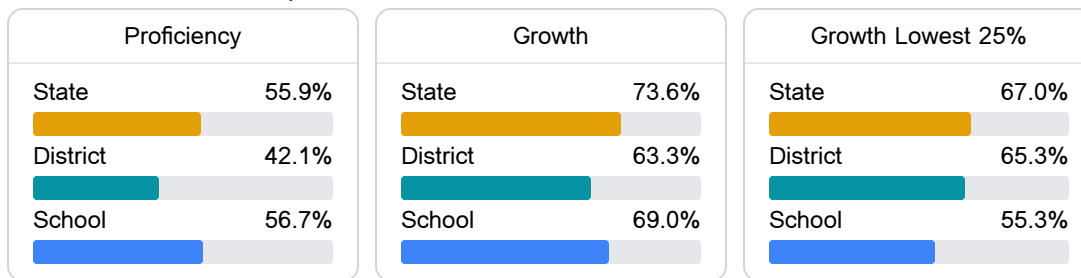 Proficiency
State 55.9%
District 42.1%
School 56.7%
Growth
State 73.6%
District 63.3%
School 69.0%
Growth Lowest 25%
State 67.0%
District 65.3%
School 55.3%